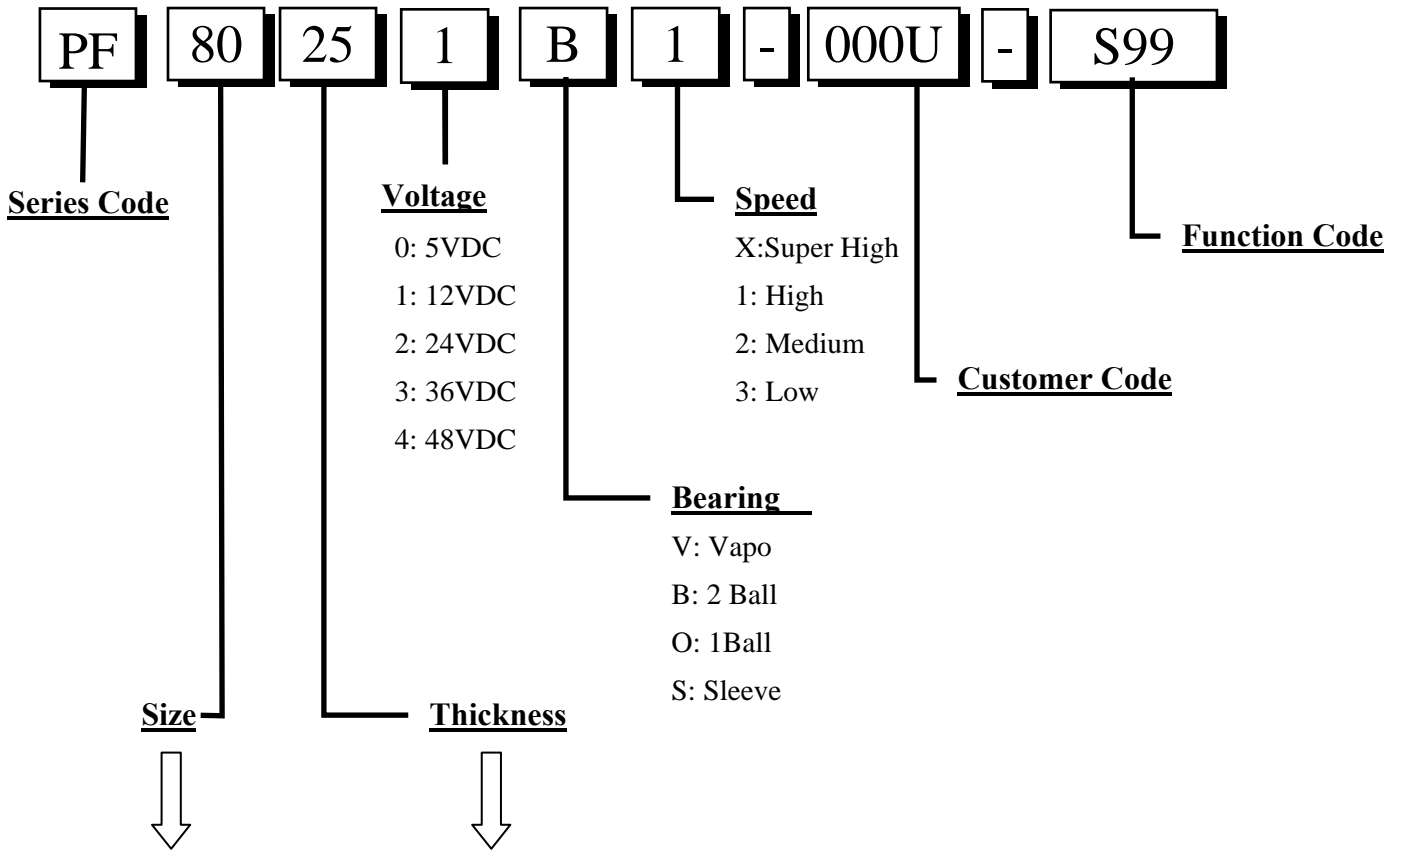 PF 80 25 1 B 1 - 000U - S99
Series Code
Voltage
0: 5VDC
1: 12VDC
2: 24VDC
3: 36VDC
4: 48VDC
Speed
X:Super High
1: High
2: Medium
3: Low
Function Code
Customer Code
Bearing
V: Vapo
B: 2 Ball
O: 1Ball
S: Sleeve
Size
Thickness